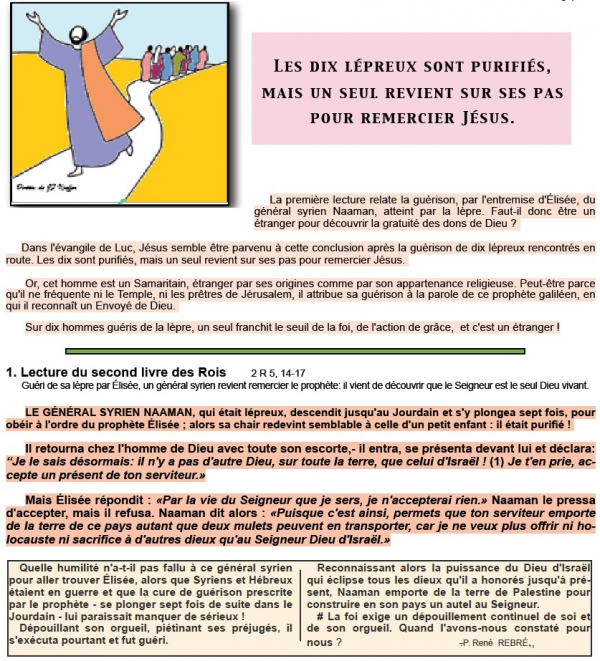 LES DIX LÉPREUX SONT PURIFIÉS,
MAIS UN SEUL REVIENT SUR SES PAS
POUR REMERCIER JÉSUS.
La première lecture relate la guérison, par l'entremise d'Élisée, du
général syrien Naaman, atteint par la lèpre. Faut-il donc être un
étranger pour découvrir la gratuité des dons de Dieu ?
Dans l'évangile de Luc, Jésus semble être parvenu à cette conclusion après la guérison de dix lépreux rencontrés en
route. Les dix sont purifiés, mais un seul revient sur ses pas pour remercier Jésus.
Or, cet homme est un Samaritain, étranger par ses origines comme par son appartenance religieuse. Peut-être parce
qu'il ne fréquente ni le Temple, ni les prêtres de Jérusalem, il attribue sa guérison à la parole de ce prophète galiléen, en
qui il reconnaît un Envoyé de Dieu.
Sur dix hommes guéris de la lèpre, un seul franchit le seuil de la foi, de l'action de grâce, et c'est un étranger !
1. Lecture du second livre des Rois 2 R 5, 14-17
Guéri de sa lèpre par Élisée, un général syrien revient remercier le prophète: il vient de découvrir que le Seigneur est le seul Dieu vivant.
LE GÉNÉRAL SYRIEN NAAMAN, qui était lépreux, descendit jusqu'au Jourdain et s'y plongea sept fois, pour
obéir à l'ordre du prophète Élisée ; alors sa chair redevint semblable à celle d'un petit enfant : il était purifié !
Il retourna chez l'homme de Dieu avec toute son escorte,- il entra, se présenta devant lui et déclara:
“Je le sais désormais: il n'y a pas d'autre Dieu, sur toute la terre, que celui d'Israël ! (1) Je t'en prie, ac-
cepte un présent de ton serviteur.»
Mais Élisée répondit : «Par la vie du Seigneur que je sers, je n'accepterai rien.» Naaman le pressa
d'accepter, mais il refusa. Naaman dit alors : «Puisque c'est ainsi, permets que ton serviteur emporte
de la terre de ce pays autant que deux mulets peuvent en transporter, car je ne veux plus offrir ni ho-
locauste ni sacrifice à d'autres dieux qu'au Seigneur Dieu d'Israël.»
Quelle humilité n'a-t-il pas fallu à ce général syrien
pour aller trouver Élisée, alors que Syriens et Hébreux
étaient en guerre et que la cure de guérison prescrite
par le prophète - se plonger sept fois de suite dans le
Jourdain - lui paraissait manquer de sérieux !
Dépouillant son orgueil, piétinant ses préjugés, il
s'exécuta pourtant et fut guéri.
Reconnaissant alors la puissance du Dieu d'Israël
qui éclipse tous les dieux qu'il a honorés jusqu'à pré-
sent, Naaman emporte de la terre de Palestine pour
construire en son pays un autel au Seigneur.
# La foi exige un dépouillement continuel de soi et
de son orgueil. Quand l'avons-nous constaté pour
nous ? -P. René REBRÉ,,